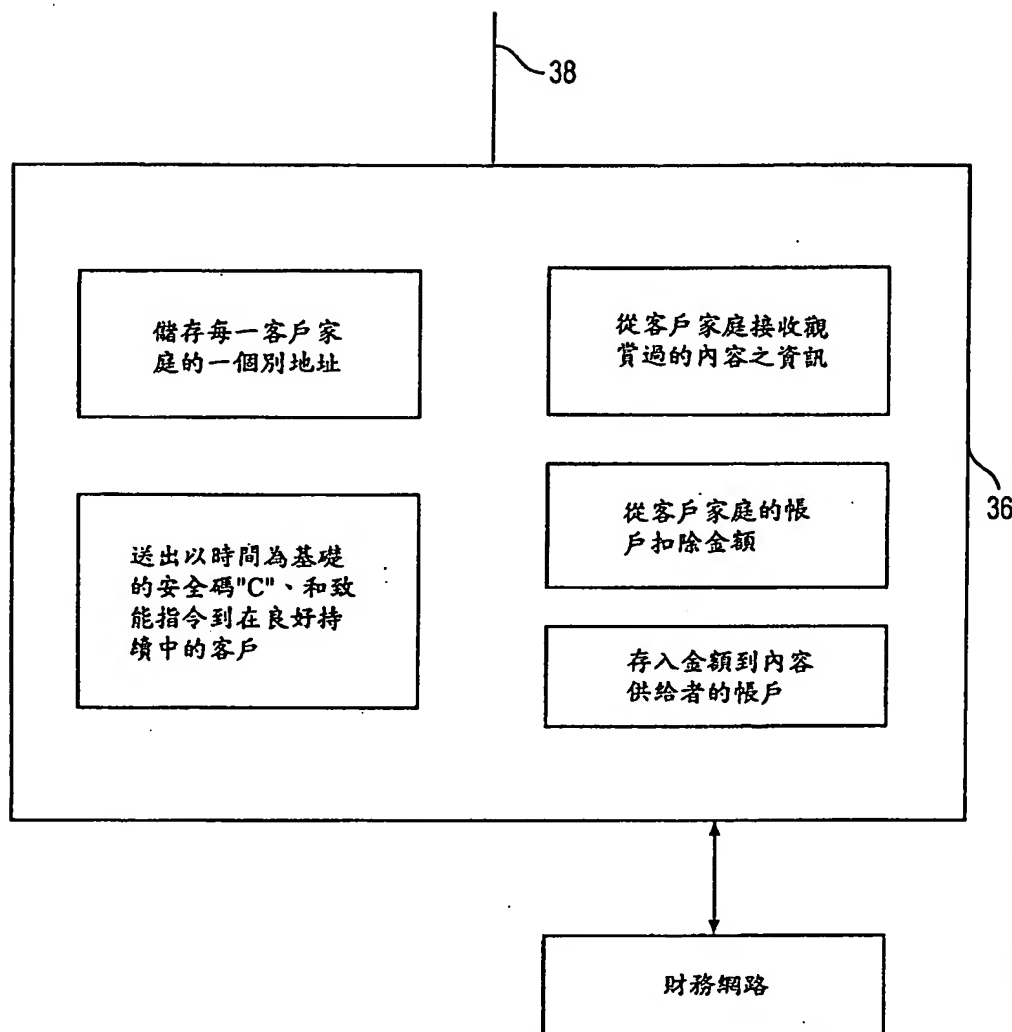 38
儲存每一客戶家
庭的一個別地址
從客戶家庭接收觀
賞過的內容之資訊
36
從客戶家庭的帳
戶扣除金額
送出以時間為基礎
的安全碼"C"、和致
能指令到在良好持
續中的客戶
存入金額到內容
供給者的帳戶
財務網路